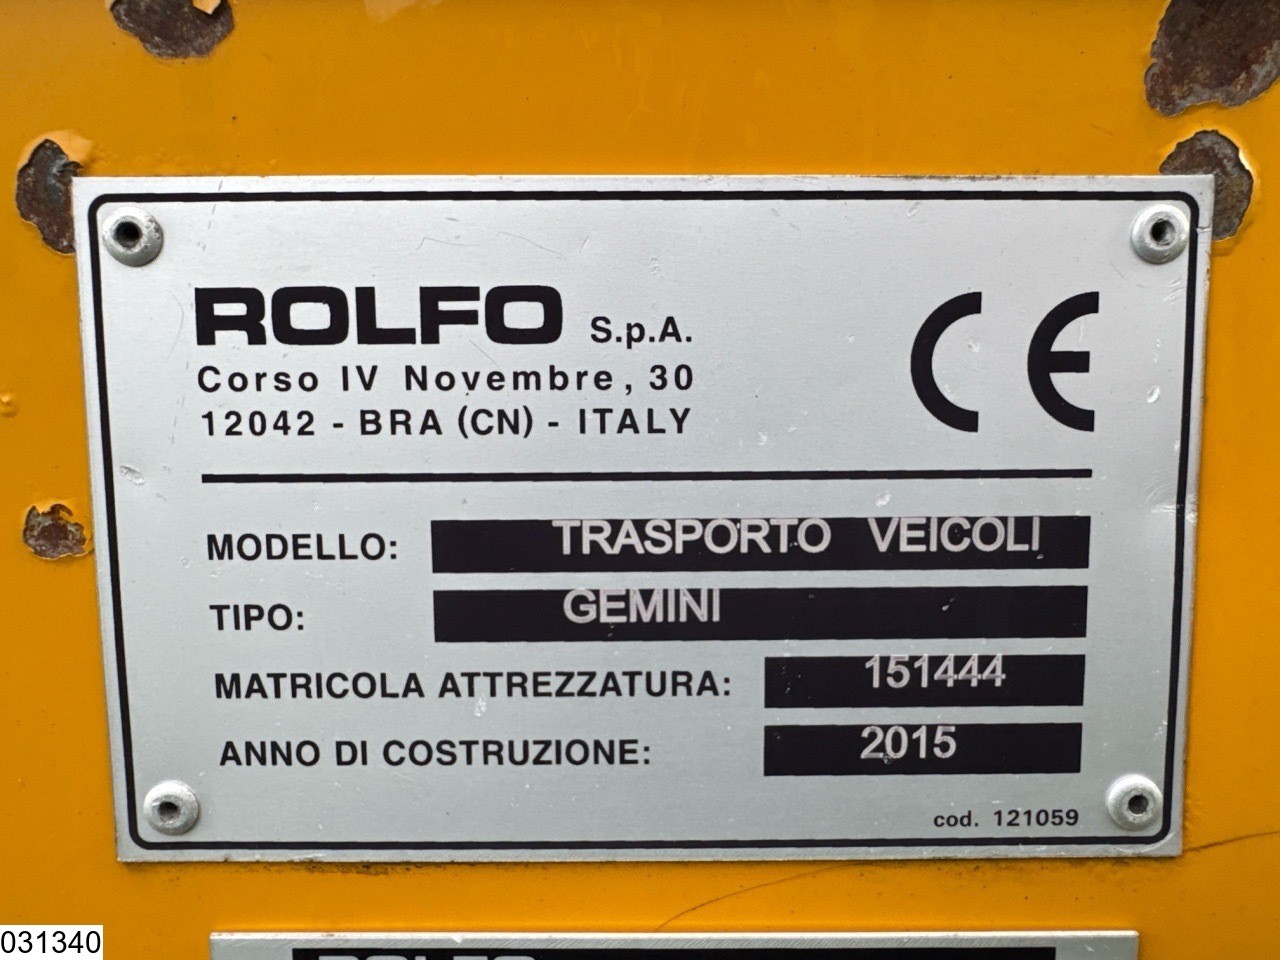 ROLFO S.p.A.
Corso IV Novembre, 30
12042 - BRA (CN) - ITALY
CE
MODELLO: TRASPORTO VEICOLI
TIPO: GEMINI
MATRICOLA ATTREZZATURA: 151444
ANNO DI COSTRUZIONE: 2015
cod. 121059
031340
ROLFO